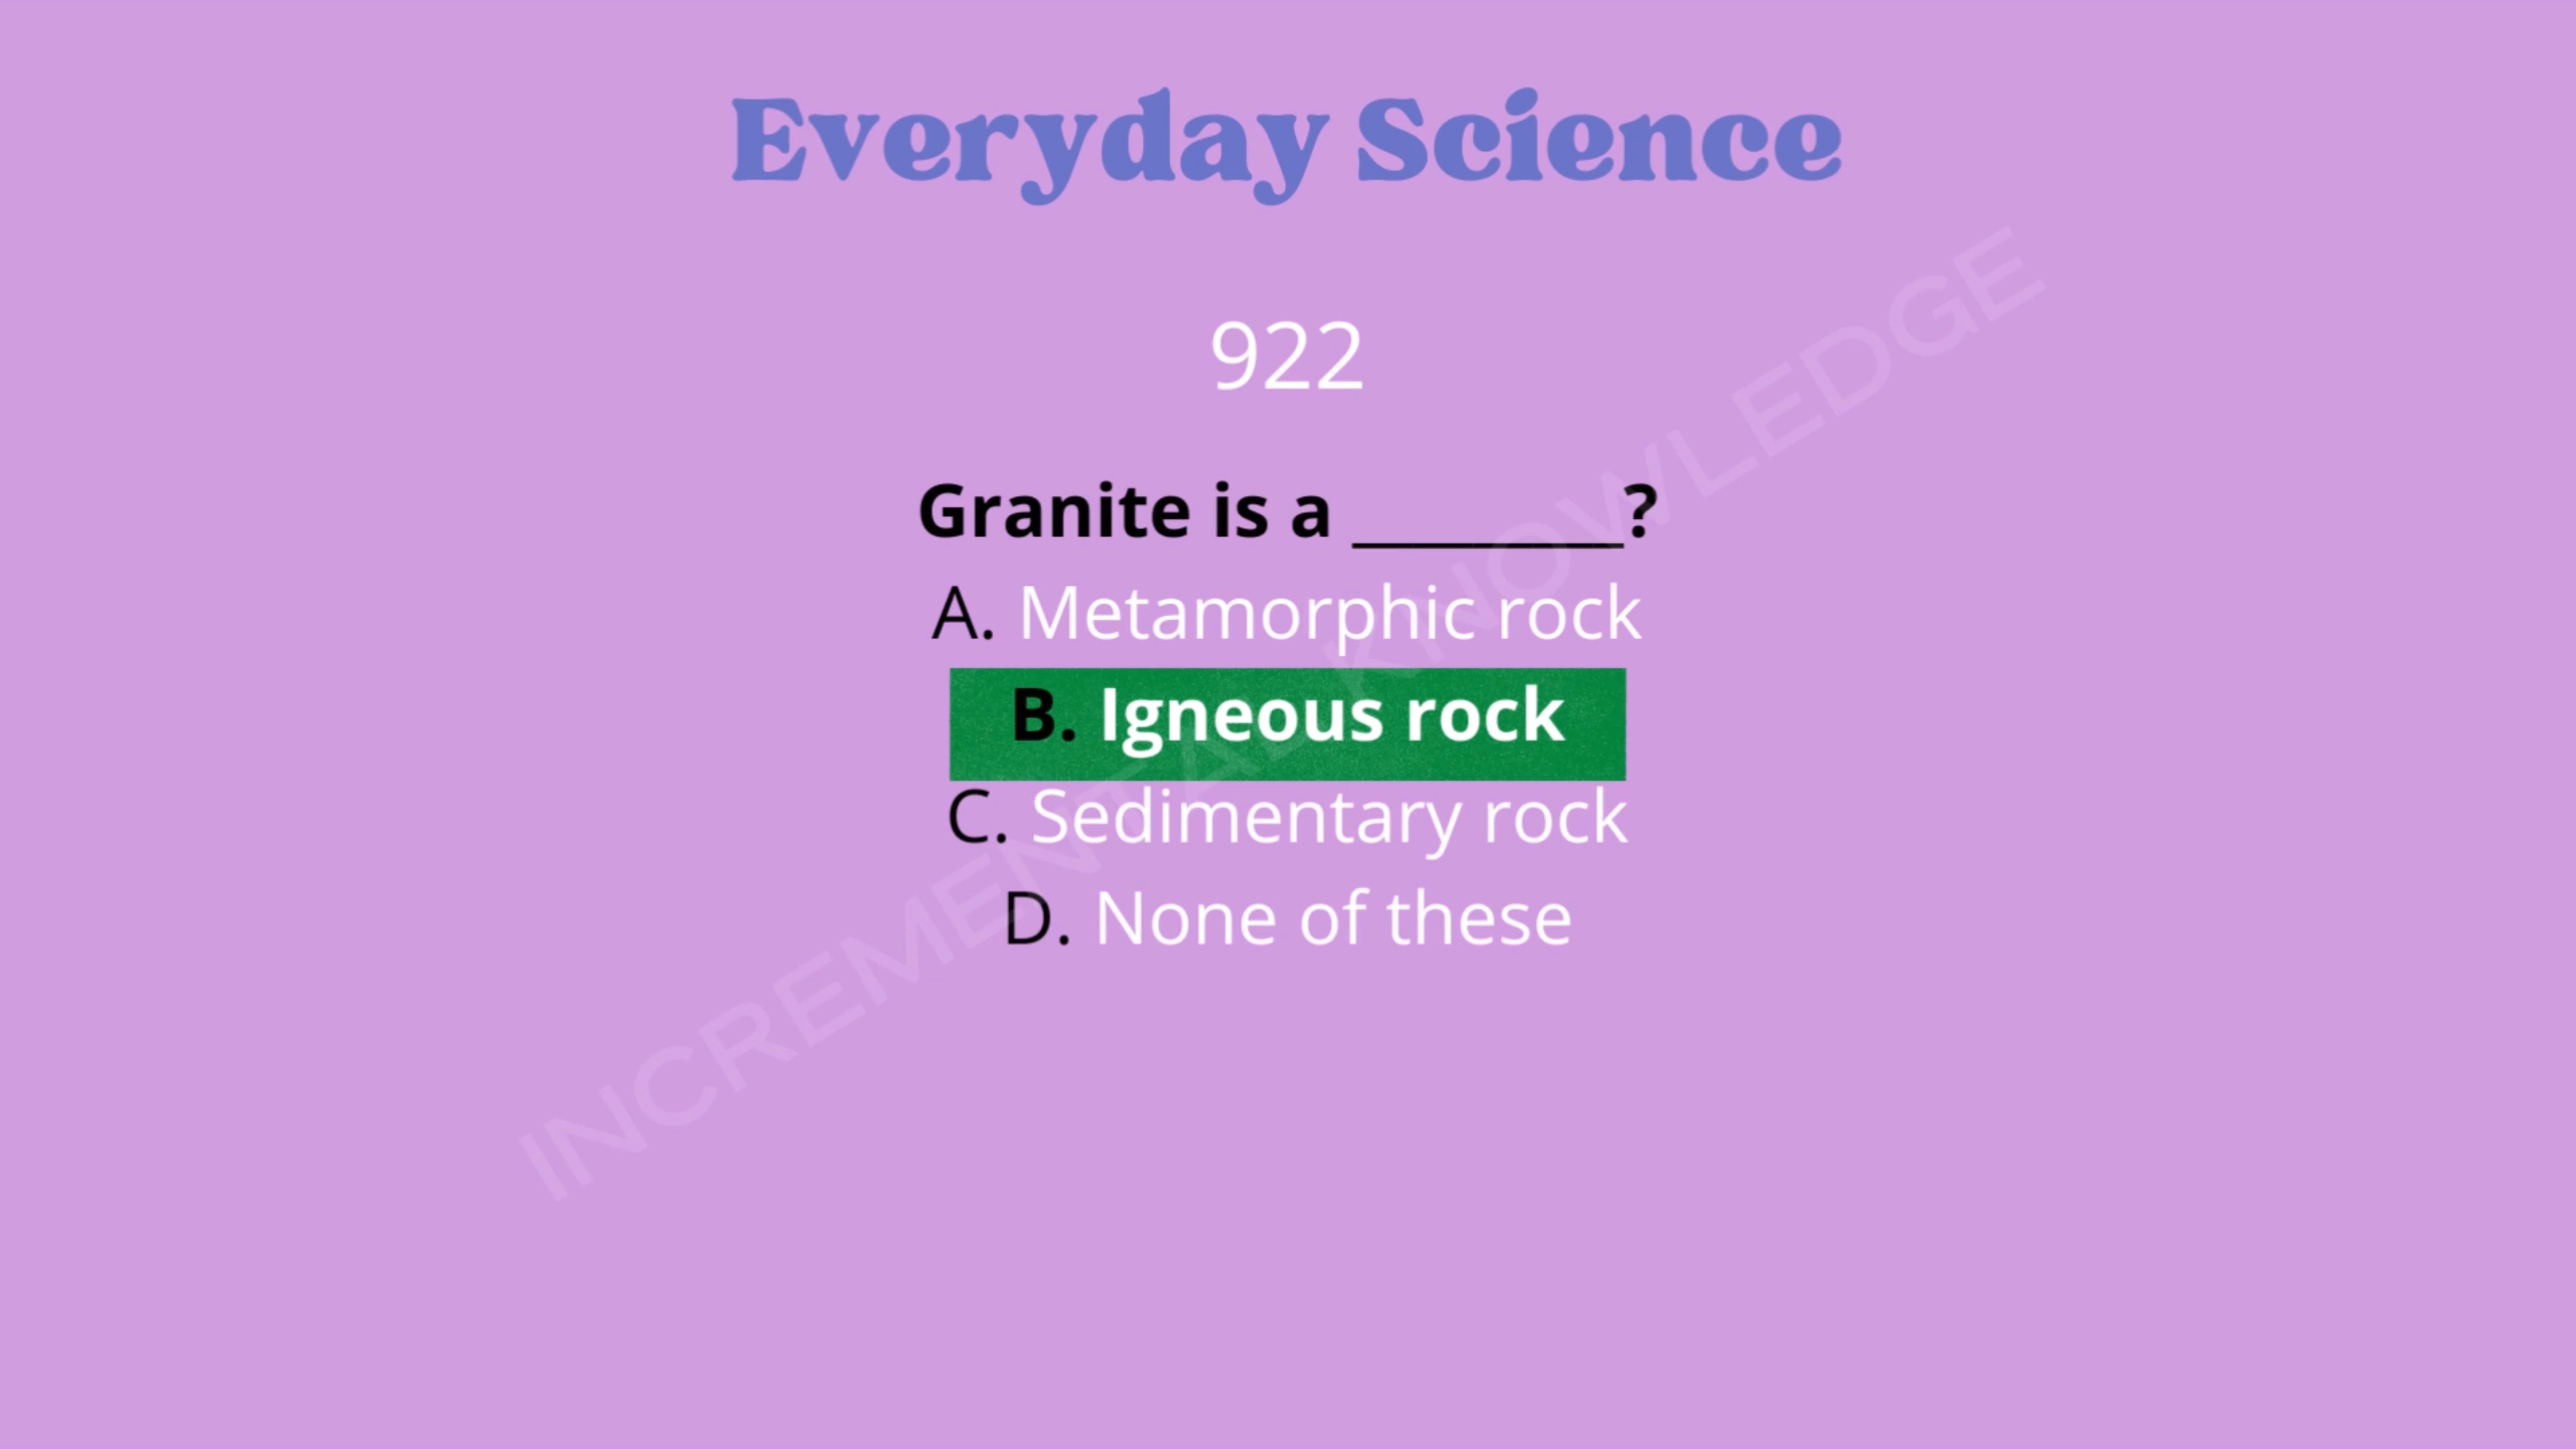 Everyday Science
922
Granite is a ________?
A. Metamorphic rock
B. Igneous rock
C. Sedimentary rock
D. None of these
INCREMENTAL KNOWLEDGE